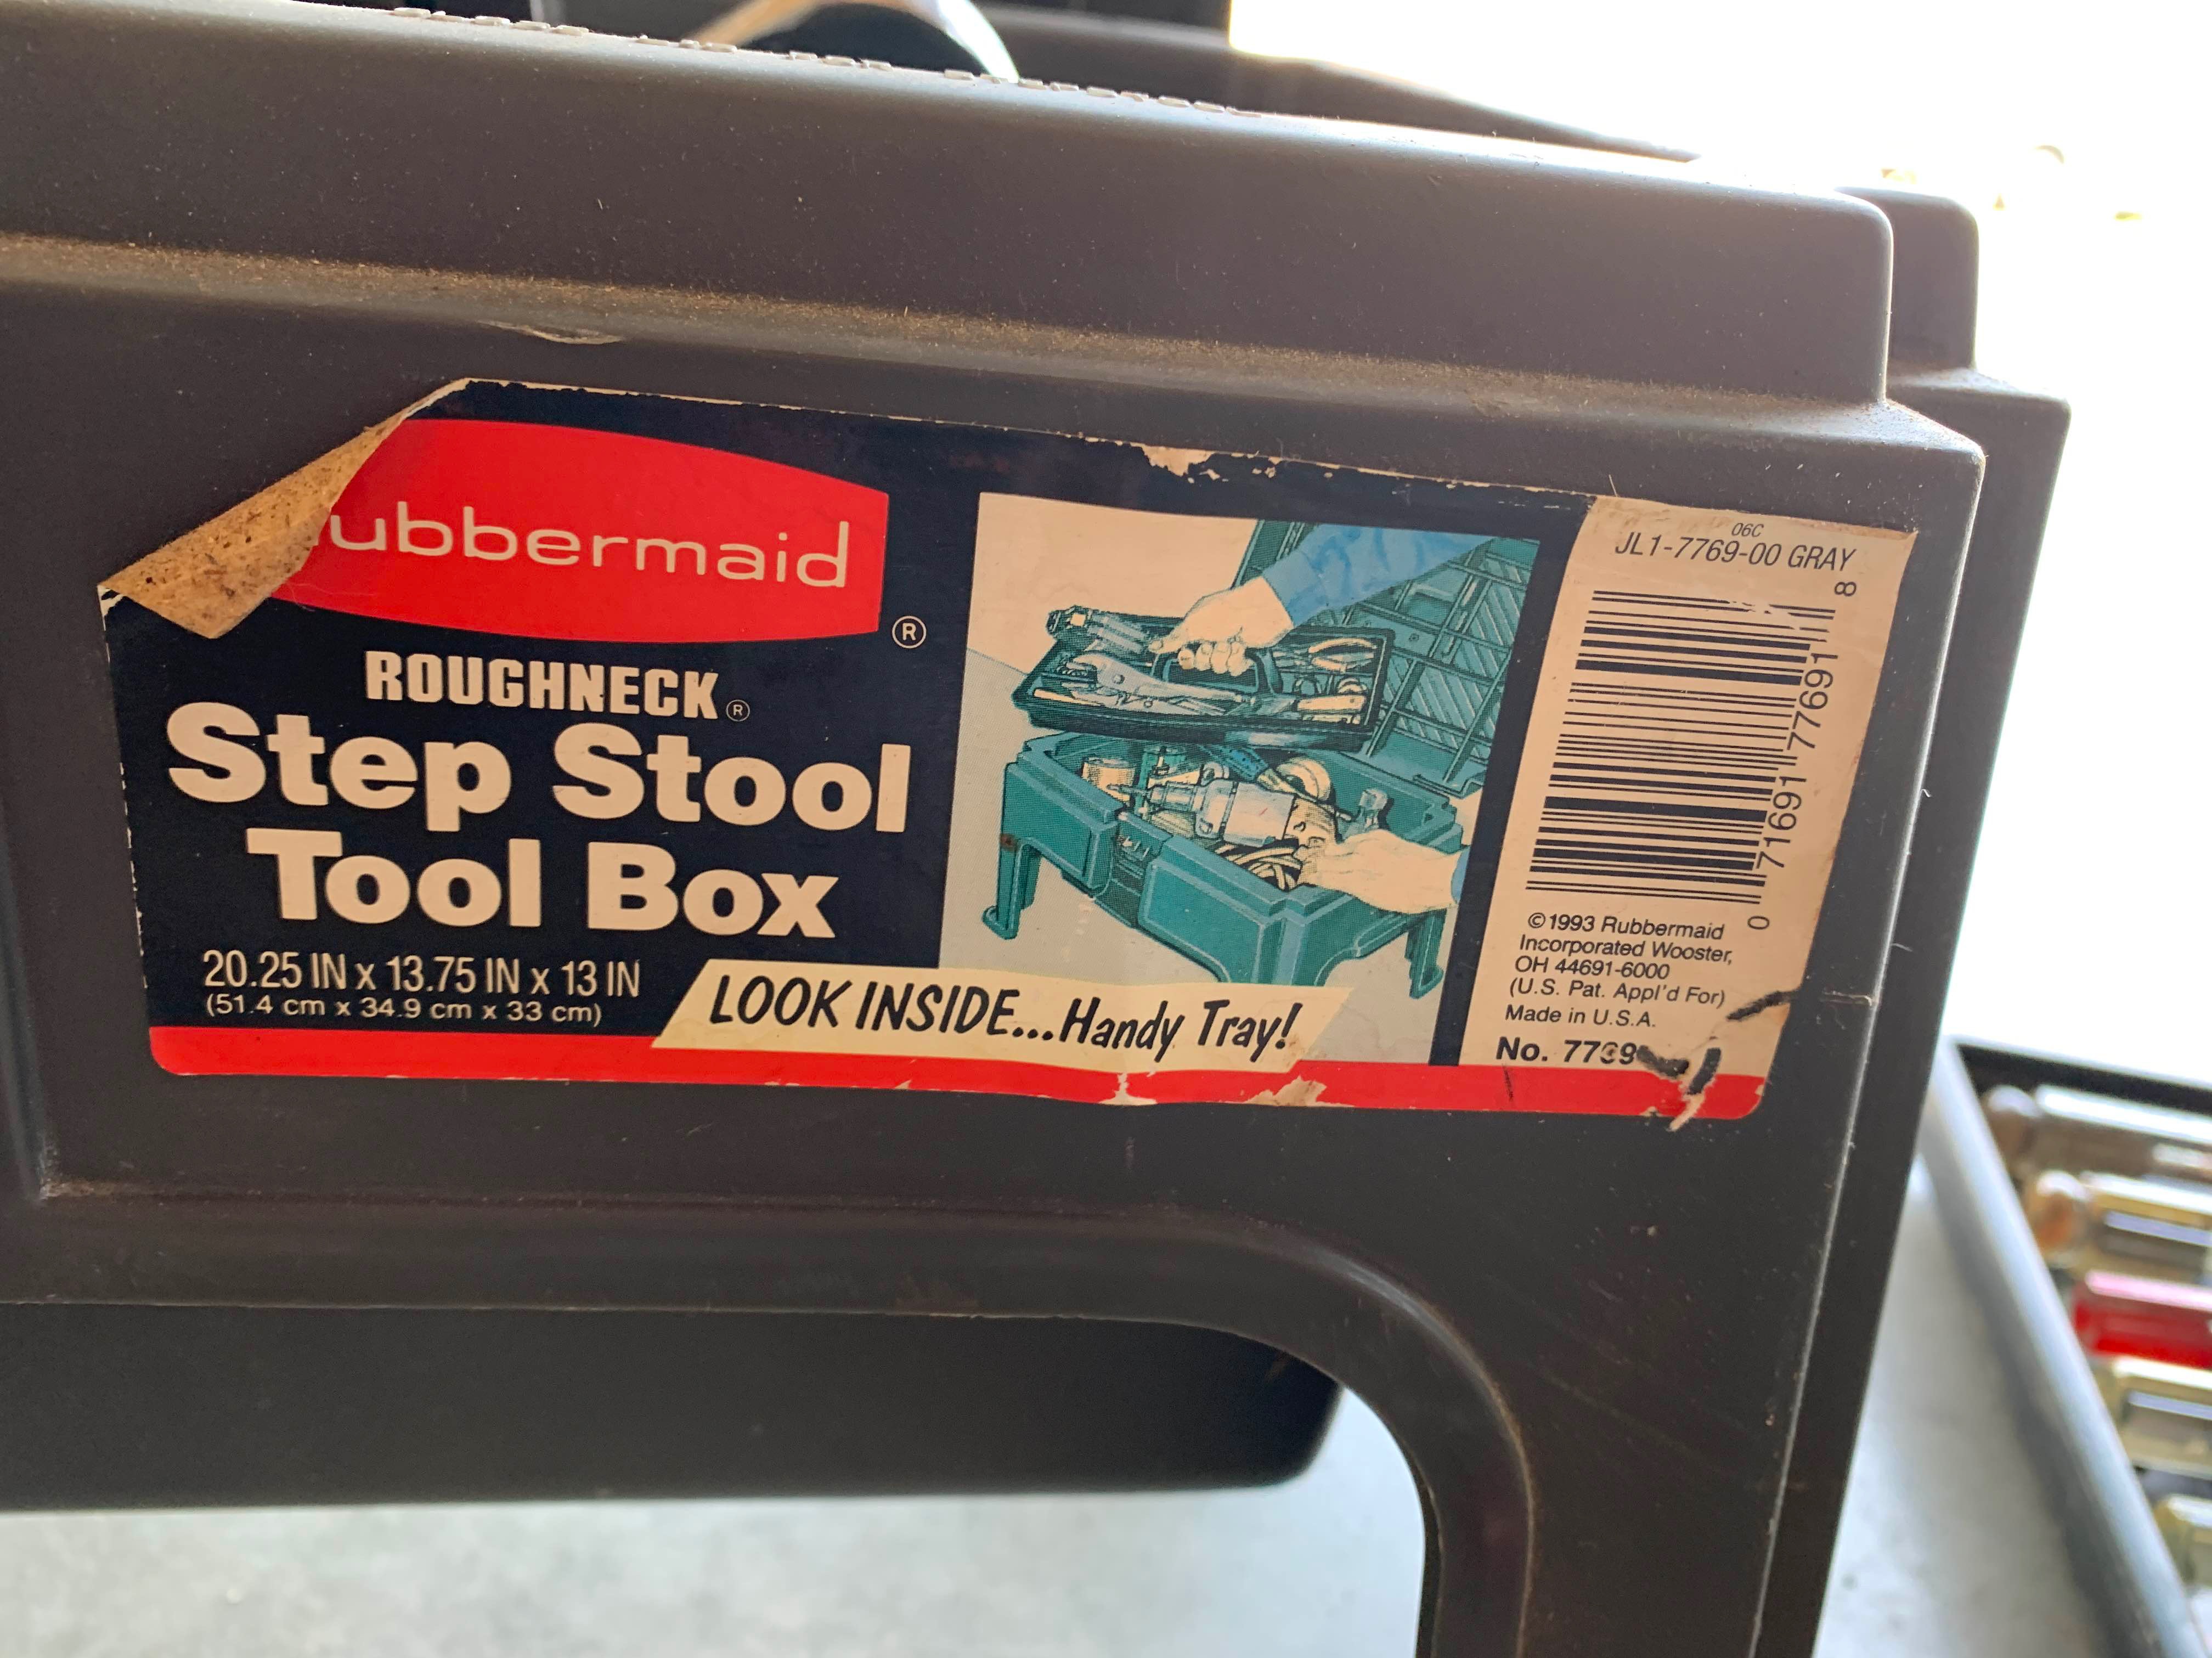 ubbermaid
®
ROUGHNECK®
Step Stool
Tool Box
20.25 IN x 13.75 IN x 13 IN
(51.4 cm x 34.9 cm x 33 cm)
LOOK INSIDE...Handy Tray!
06C
JL1-7769-00 GRAY
0 71691 77691 8
©1993 Rubbermaid
Incorporated Wooster,
OH 44691-6000
(U.S. Pat. Appl'd For)
Made in U.S.A.
No.